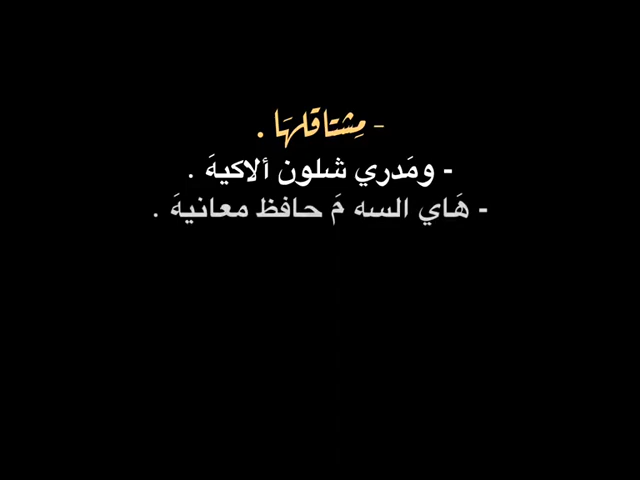 - مِشتاقلهَا .
- ومَدري شلون ألاكيهَ .
- هَاي السه مَ حافظ معانيهَ .